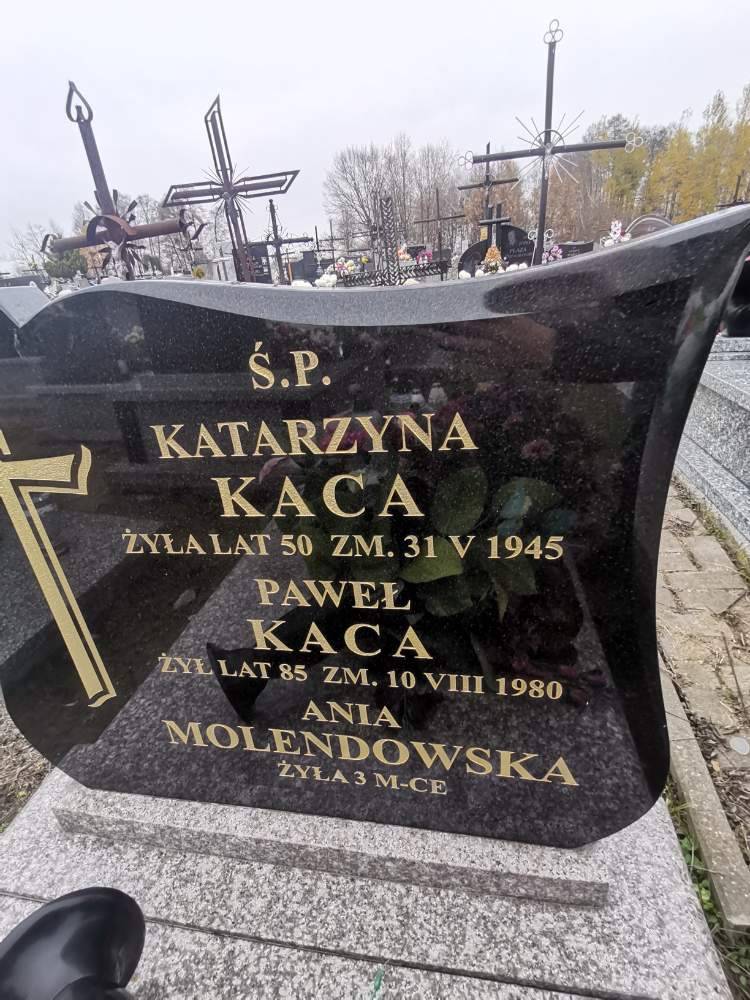 Ś.P.
KATARZYNA
KACA
ŻYŁA LAT 50 ZM. 31 V 1945
PAWEŁ
KACA
ŻYŁ LAT 85 ZM. 10 VIII 1980
ANIA
MOLENDOWSKA
ŻYŁA 3 M-CE